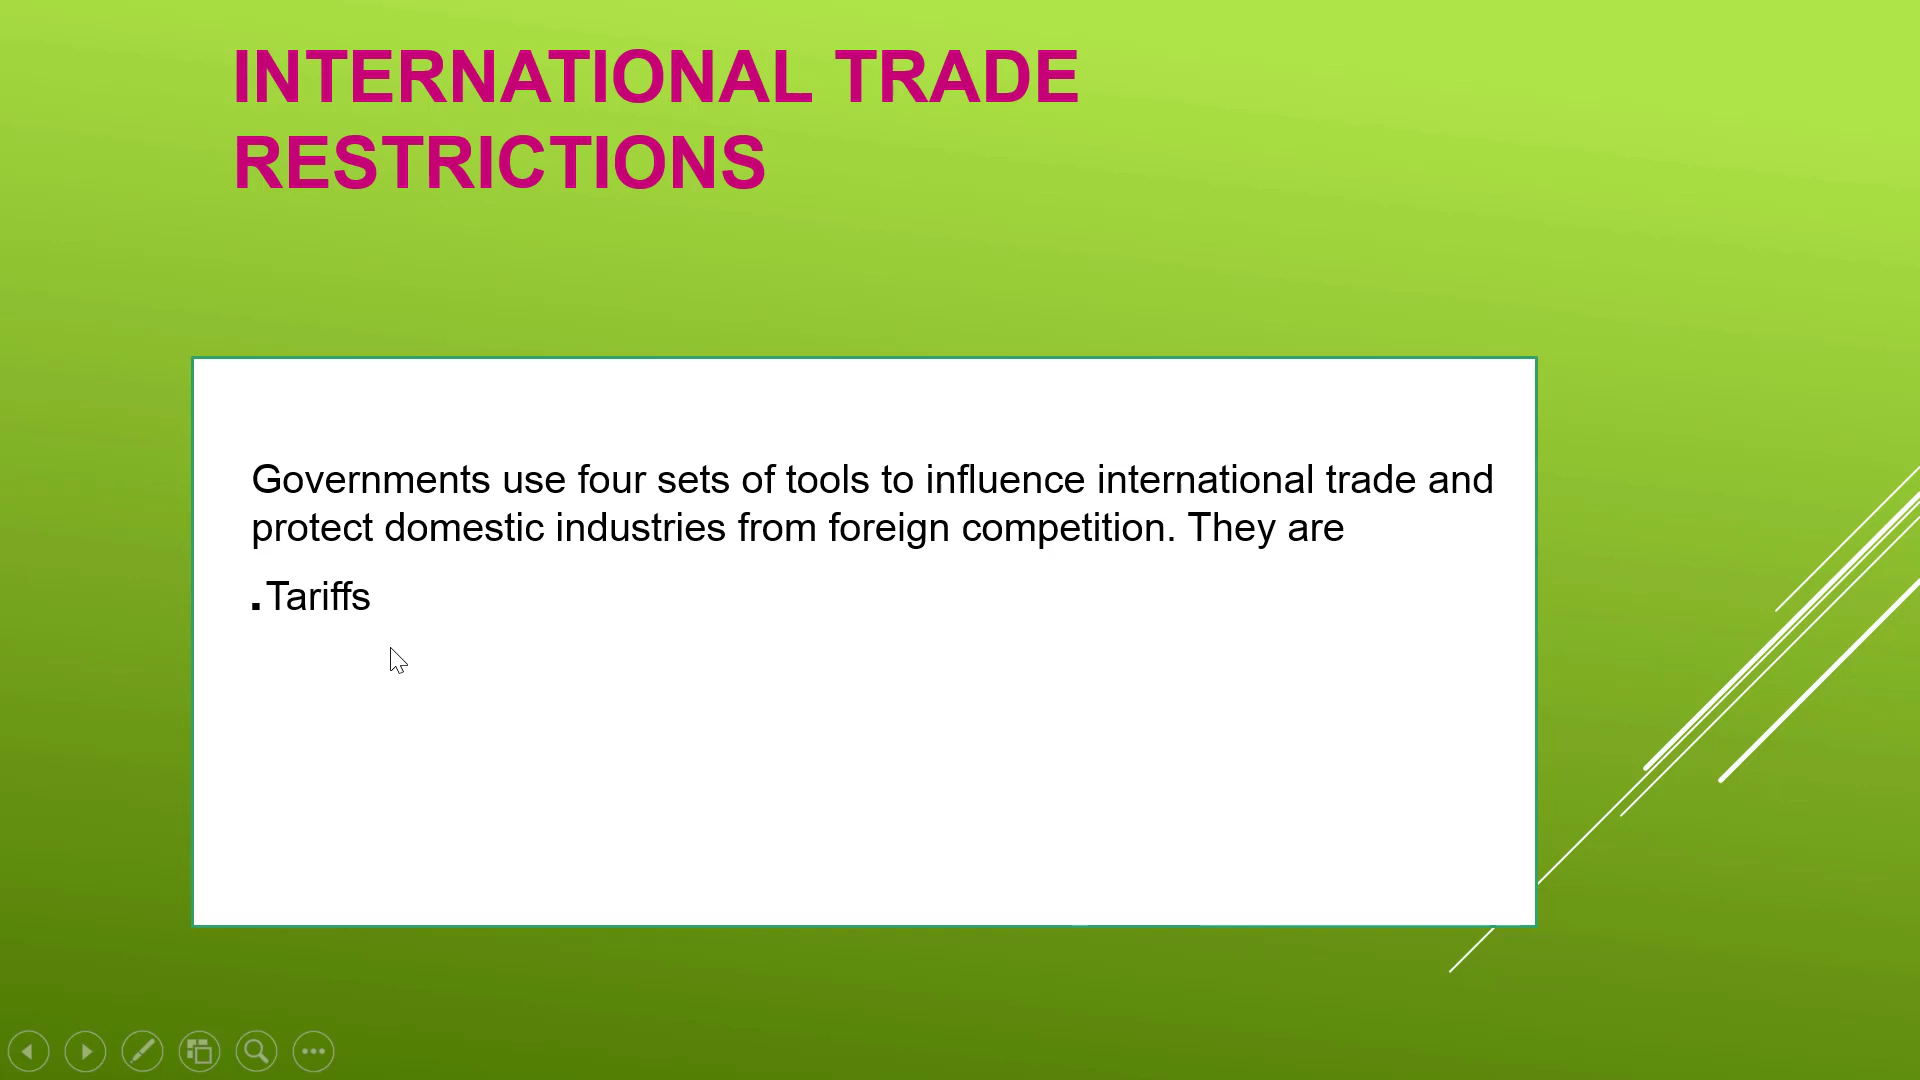 INTERNATIONAL TRADE
RESTRICTIONS
Governments use four sets of tools to influence international trade and
protect domestic industries from foreign competition. They are
▪Tariffs